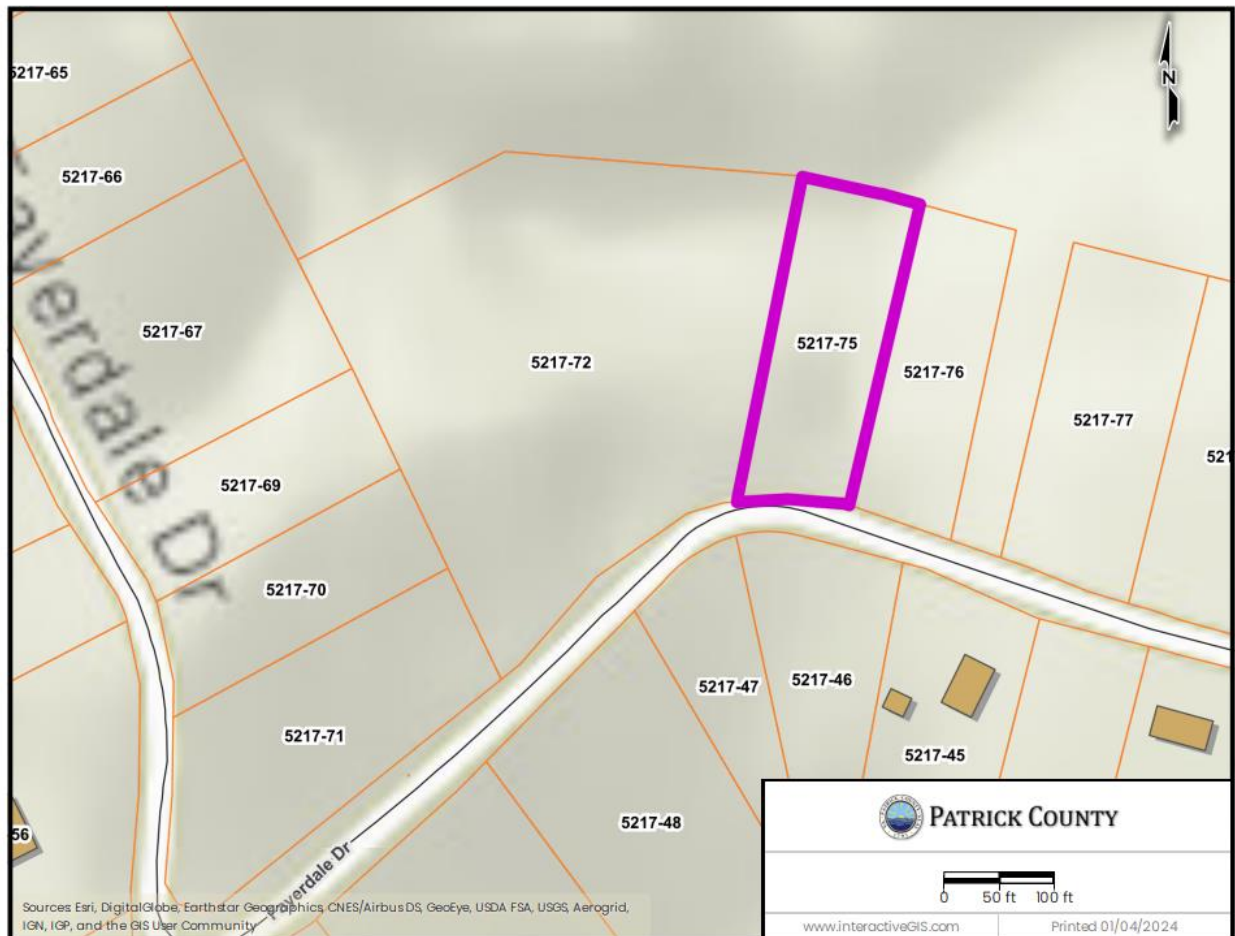 5217-65
N
5217-66
5217-67
5217-72
5217-75
5217-76
5217-77
averdale Dr
521
5217-69
5217-70
5217-71
5217-47
5217-46
5217-45
5217-48
56
Dr
PATRICK COUNTY
0 50 ft 100 ft
Sources: Esri, DigitalGlobe, Earthstar Geographics, CNES/Airbus DS, GeoEye, USDA FSA, USGS, Aerogrid,
IGN, IGP, and the GIS User Community
www.interactiveGIS.com Printed 01/04/2024